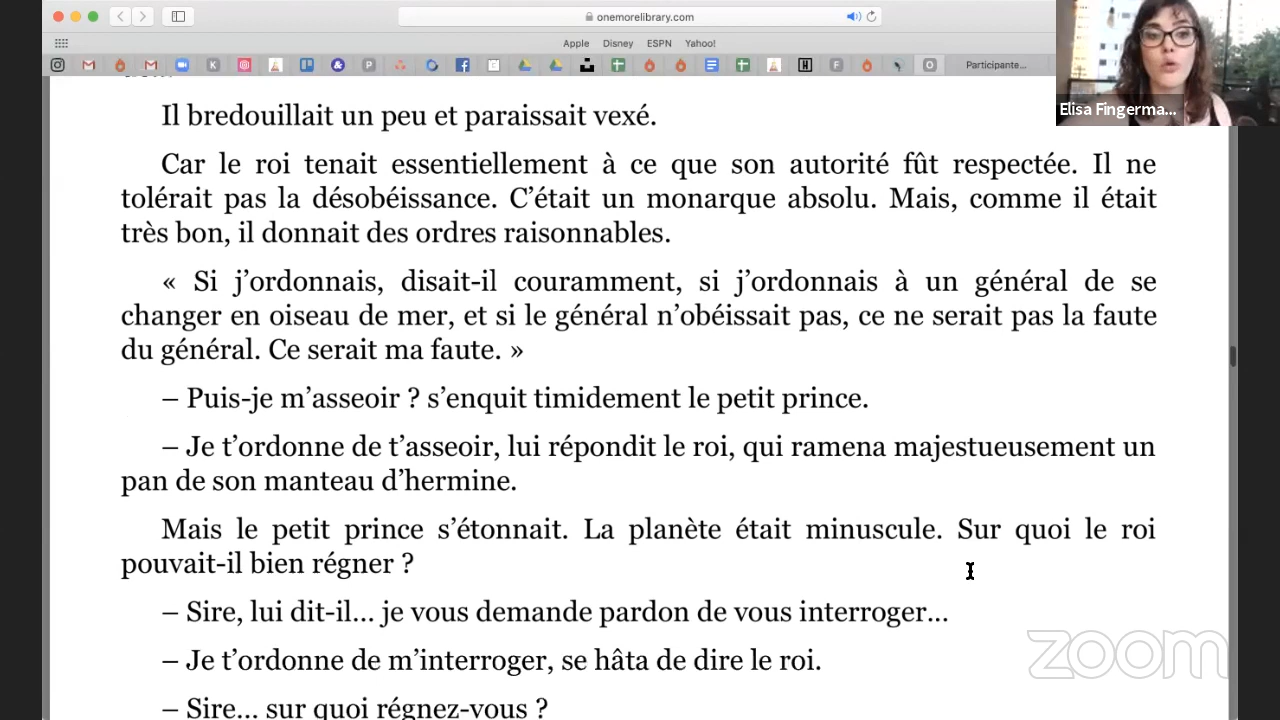 onemorelibrary.com
Apple Disney ESPN Yahoo!
Participante...
Elisa Fingerma...
Il bredouillait un peu et paraissait vexé.
Car le roi tenait essentiellement à ce que son autorité fût respectée. Il ne
tolérait pas la désobéissance. C’était un monarque absolu. Mais, comme il était
très bon, il donnait des ordres raisonnables.
« Si j’ordonnais, disait-il couramment, si j’ordonnais à un général de se
changer en oiseau de mer, et si le général n’obéissait pas, ce ne serait pas la faute
du général. Ce serait ma faute. »
– Puis-je m’asseoir ? s’enquit timidement le petit prince.
– Je t’ordonne de t’asseoir, lui répondit le roi, qui ramena majestueusement un
pan de son manteau d’hermine.
Mais le petit prince s’étonnait. La planète était minuscule. Sur quoi le roi
pouvait-il bien régner ?
– Sire, lui dit-il... je vous demande pardon de vous interroger...
– Je t’ordonne de m’interroger, se hâta de dire le roi.
– Sire... sur quoi régnez-vous ?
zoom